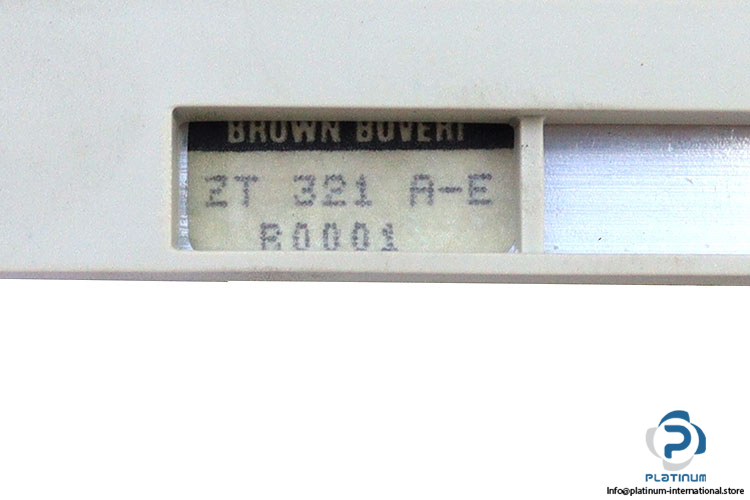 BROWN BOVERI
ZT 321 A-E
R0001
PLATINUM
Info@platinum-international.store